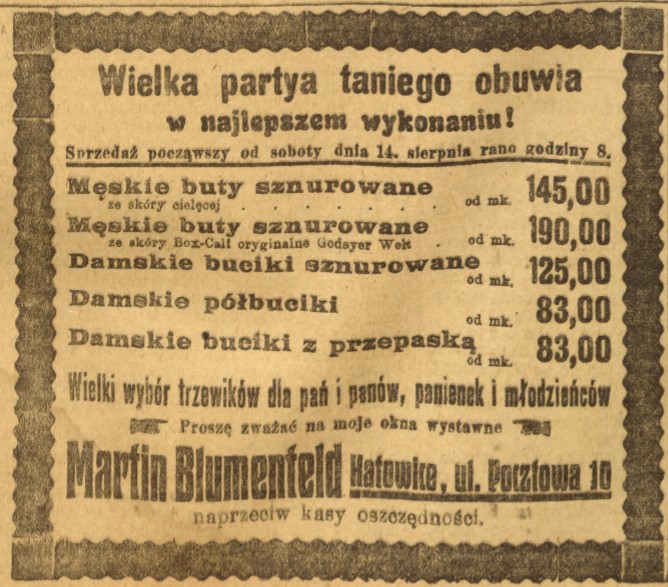 Wielka partya taniego obuwia
w najlepszem wykonaniu!
Sprzedaż począwszy od soboty dnia 14. sierpnia rano godziny 8.
Męskie buty sznurowane
ze skóry cielęcej . . . . . . . od mk. 145,00
Męskie buty sznurowane
ze skóry Box-Calf oryginalne Godayer Welt . od mk. 190,00
Damskie buciki sznurowane
od mk. 125,00
Damskie półbuciki
od mk. 83,00
Damskie buciki z przepaską
od mk. 83,00
Wielki wybór trzewików dla pań i panów, panienek i młodzieńców
Proszę zważać na moje okna wystawne
Martin Blumenfeld Katowice, ul. Pocztowa 10
naprzeciw kasy oszczędności.